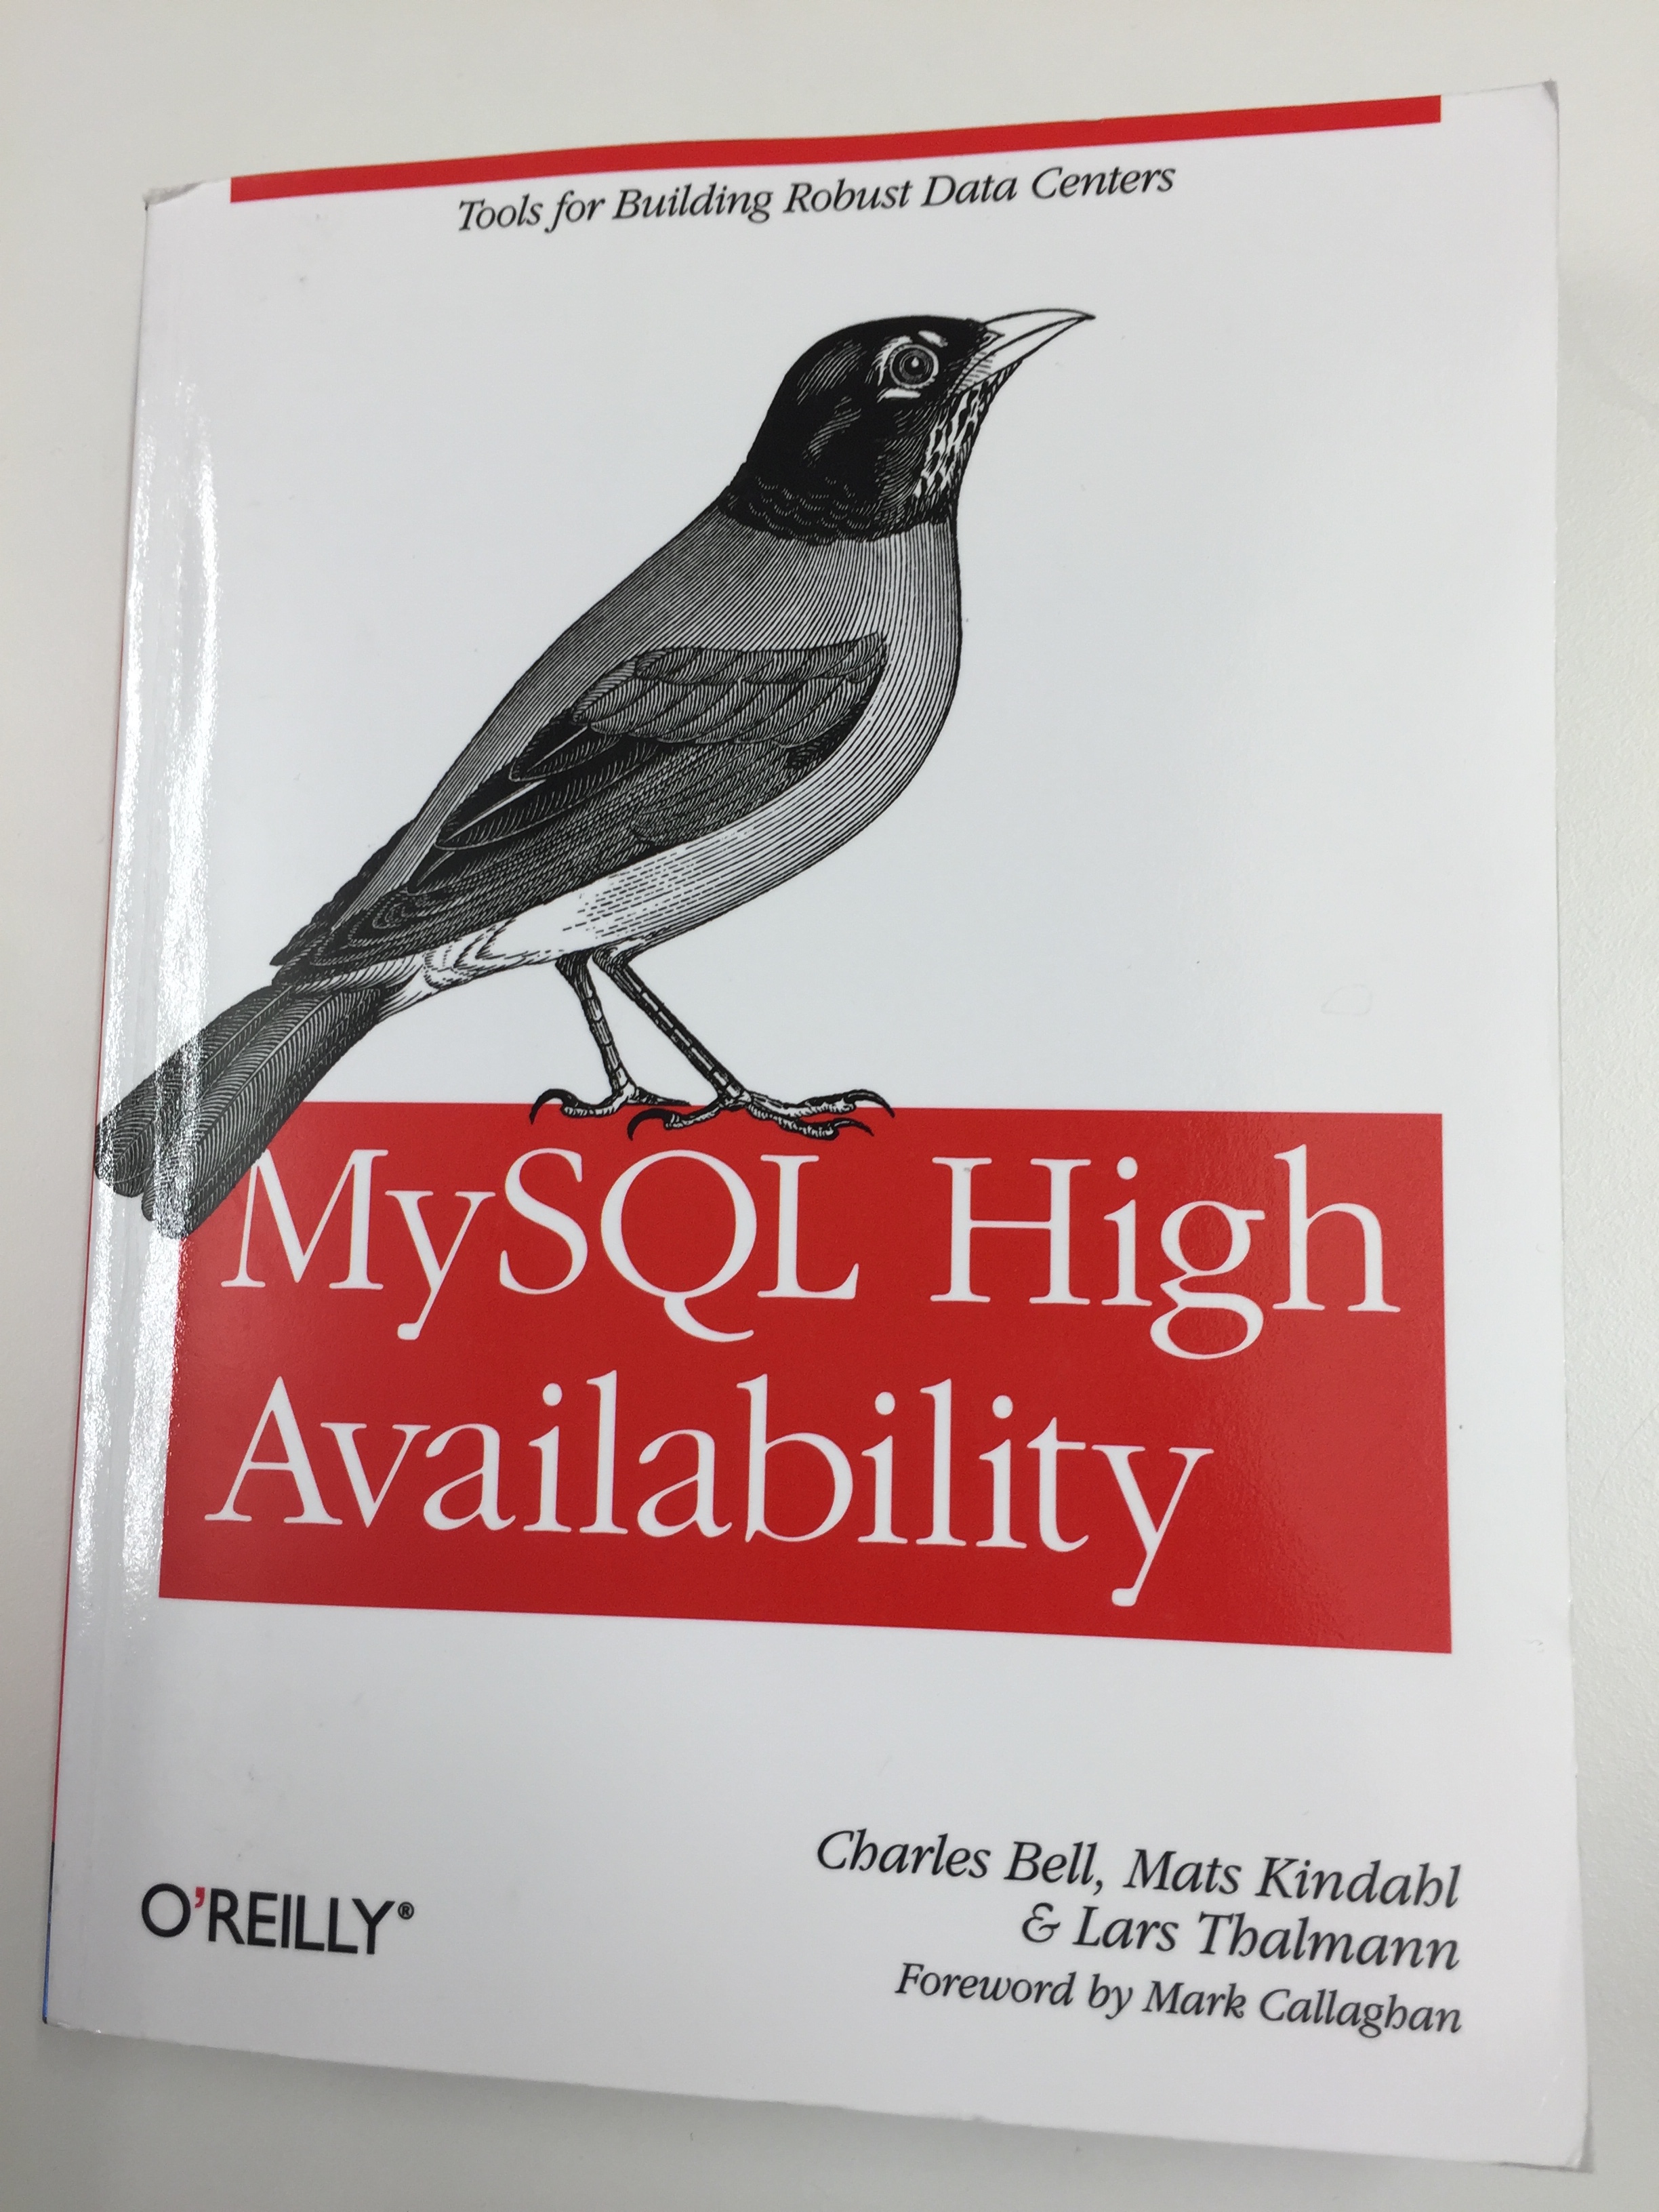 Tools for Building Robust Data Centers
MySQL High
Availability
O'REILLY®
Charles Bell, Mats Kindahl
& Lars Thalmann
Foreword by Mark Callaghan